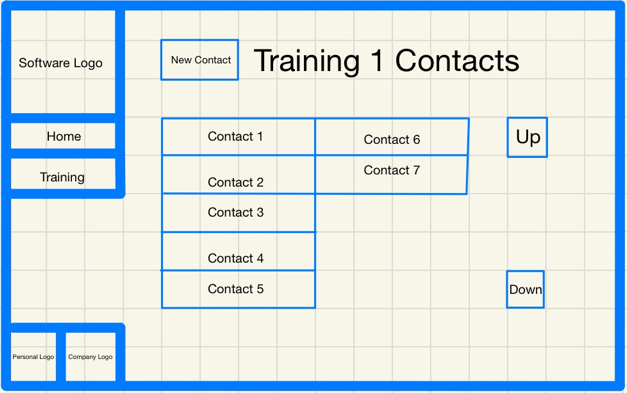 Software Logo
New Contact
Training 1 Contacts
Home
Training
Contact 1
Contact 6
Up
Contact 2
Contact 7
Contact 3
Contact 4
Contact 5
Down
Personal Logo
Company Logo